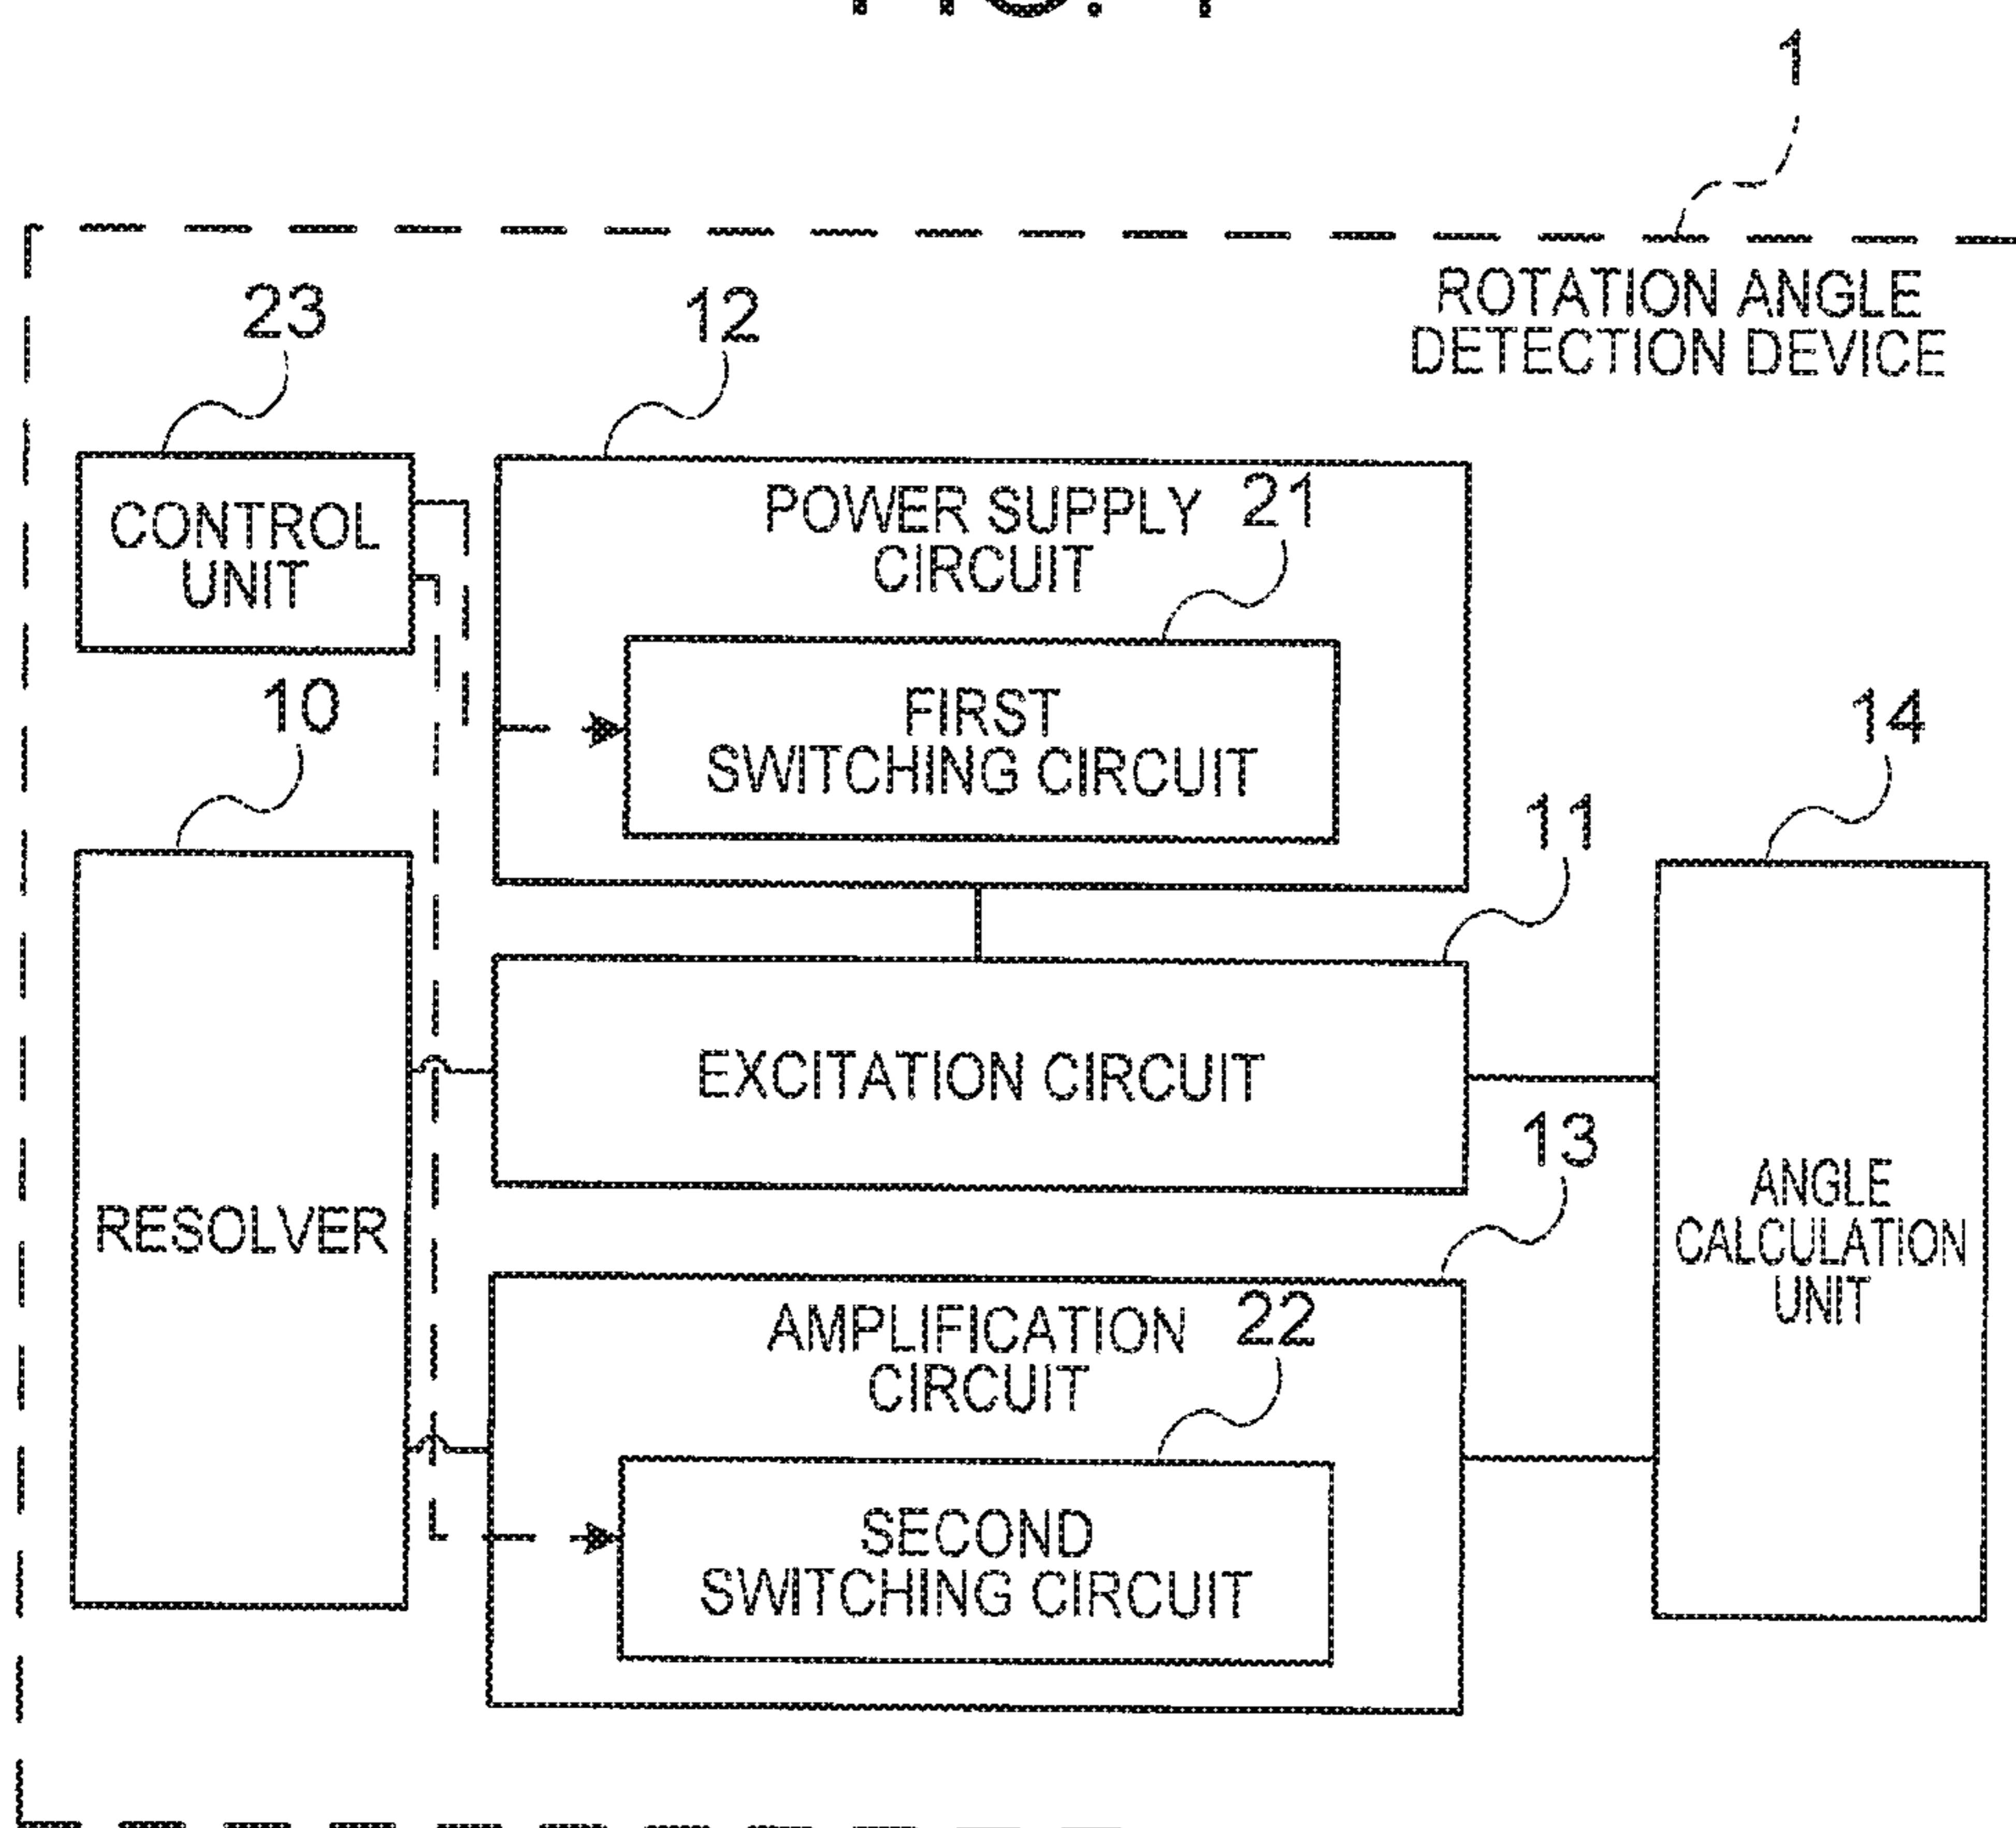 1
ROTATION ANGLE
DETECTION DEVICE
23
12
CONTROL
UNIT
POWER SUPPLY
CIRCUIT
21
FIRST
SWITCHING CIRCUIT
10
14
11
EXCITATION CIRCUIT
RESOLVER
13
ANGLE
CALCULATION
UNIT
AMPLIFICATION
CIRCUIT
22
SECOND
SWITCHING CIRCUIT